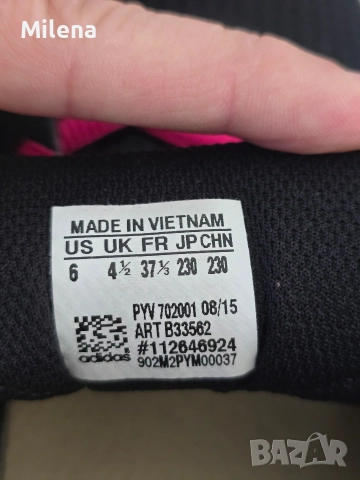 Milena
MADE IN VIETNAM
US UK FR JP CHN
6 4½ 37⅓ 230 230
PYV 702001 08/15
ART B33562
#112646924
adidas 902M2PYM00037
BAZAR